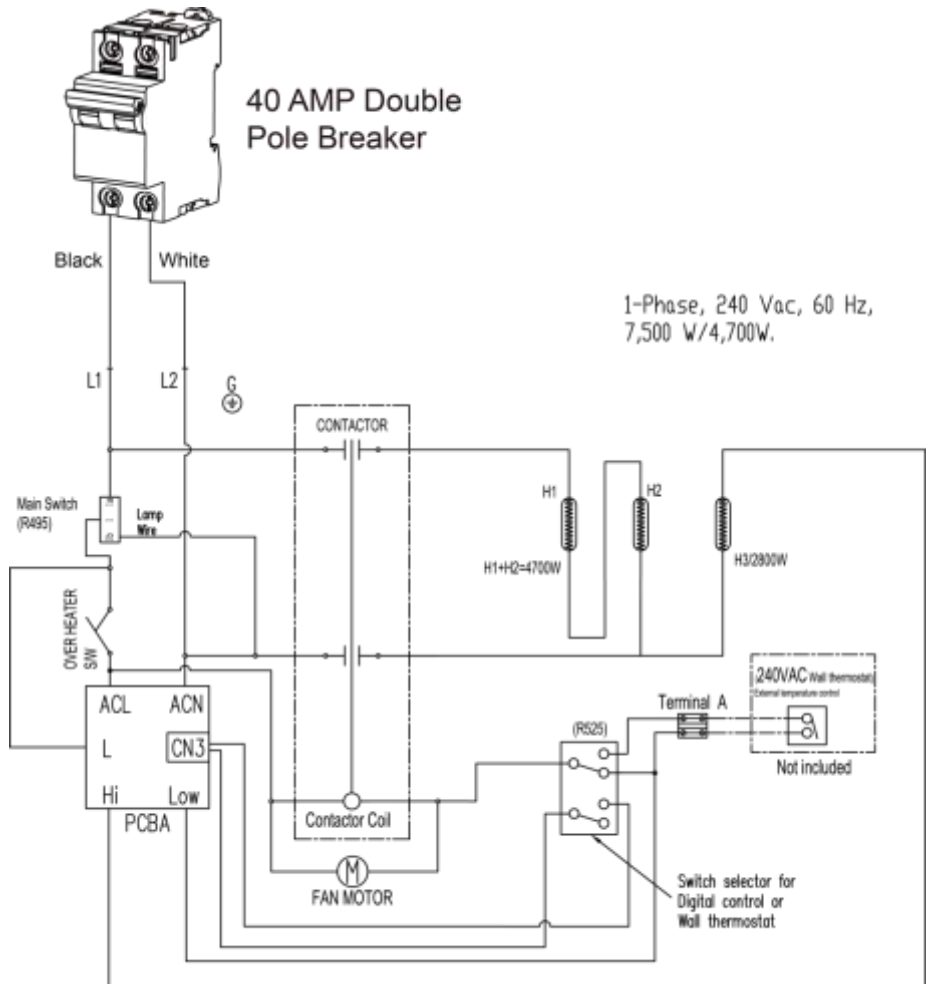 40 AMP Double
Pole Breaker
Black
White
1-Phase, 240 Vac, 60 Hz,
7,500 W/4,700W.
L1
L2
G
CONTACTOR
Main Switch
(R495)
Lamp
Wire
H1
H2
H1+H2=4700W
H3/2800W
OVER HEATER
S/W
240VAC Wall thermostat)
External temperature control
Terminal A
ACL
ACN
(R525)
L
CN3
Not included
Hi
Low
PCBA
Contactor Coil
M
FAN MOTOR
Switch selector for
Digital control or
Wall thermostat